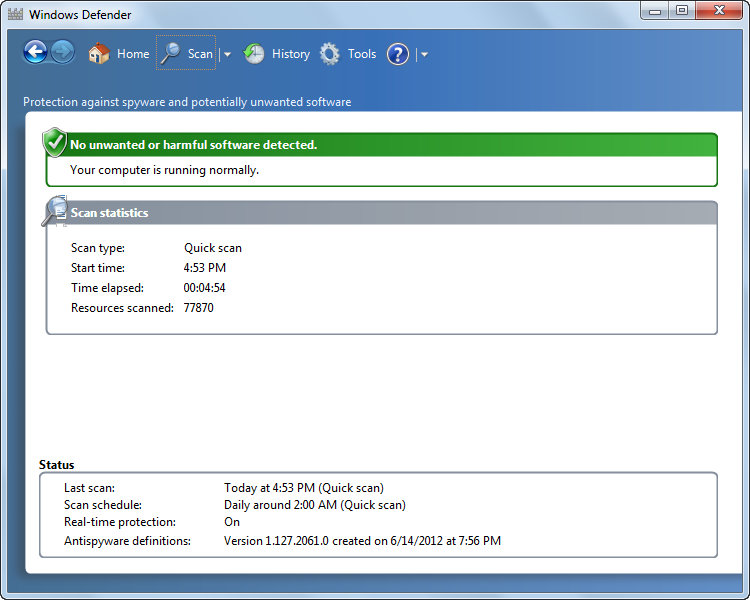 Windows Defender
Home Scan History Tools ?
Protection against spyware and potentially unwanted software
No unwanted or harmful software detected.
Your computer is running normally.
Scan statistics
Scan type: Quick scan
Start time: 4:53 PM
Time elapsed: 00:04:54
Resources scanned: 77870
Status
Last scan: Today at 4:53 PM (Quick scan)
Scan schedule: Daily around 2:00 AM (Quick scan)
Real-time protection: On
Antispyware definitions: Version 1.127.2061.0 created on 6/14/2012 at 7:56 PM